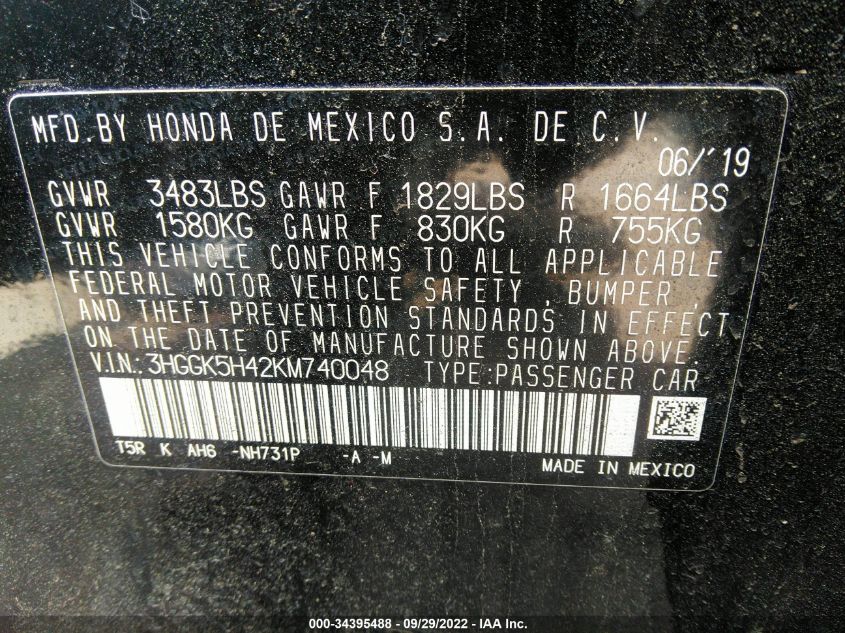 MFD.BY HONDA DE MEXICO S.A. DE C.V.
06/'19
GVWR 3483LBS GAWR F 1829LBS R 1664LBS
GVWR 1580KG GAWR F 830KG R 755KG
THIS VEHICLE CONFORMS TO ALL APPLICABLE
FEDERAL MOTOR VEHICLE SAFETY , BUMPER ,
AND THEFT PREVENTION STANDARDS IN EFFECT
ON THE DATE OF MANUFACTURE SHOWN ABOVE.
V.IN.: 3HGGK5H42KM740048 TYPE:PASSENGER CAR
T5R K AH6 -NH731P -A -M
MADE IN MEXICO
000-34395488 - 09/29/2022 - IAA Inc.